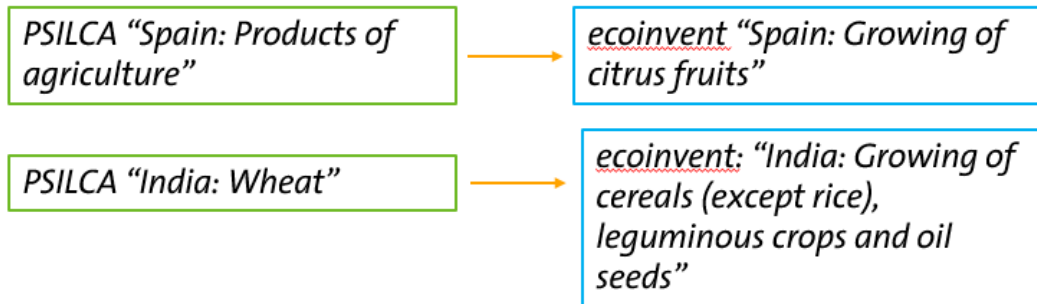 PSILCA “Spain: Products of
agriculture”
ecoinvent “Spain: Growing of
citrus fruits”
PSILCA “India: Wheat”
ecoinvent: “India: Growing of
cereals (except rice),
leguminous crops and oil
seeds”